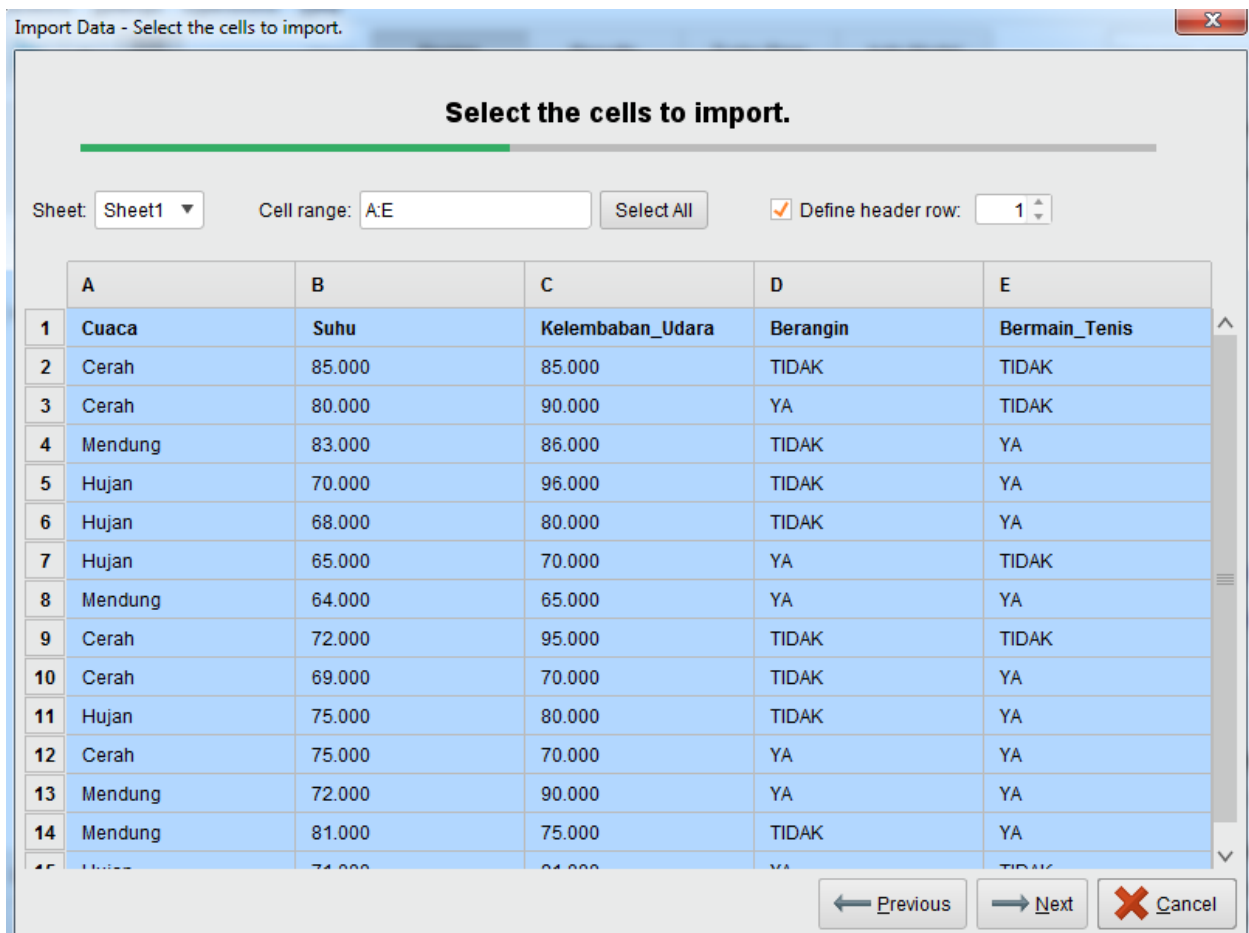 Import Data - Select the cells to import.
Select the cells to import.
Sheet: Sheet1 Cell range: A:E Select All Define header row: 1
A B C D E
1 Cuaca Suhu Kelembaban_Udara Berangin Bermain_Tenis
2 Cerah 85.000 85.000 TIDAK TIDAK
3 Cerah 80.000 90.000 YA TIDAK
4 Mendung 83.000 86.000 TIDAK YA
5 Hujan 70.000 96.000 TIDAK YA
6 Hujan 68.000 80.000 TIDAK YA
7 Hujan 65.000 70.000 YA TIDAK
8 Mendung 64.000 65.000 YA YA
9 Cerah 72.000 95.000 TIDAK TIDAK
10 Cerah 69.000 70.000 TIDAK YA
11 Hujan 75.000 80.000 TIDAK YA
12 Cerah 75.000 70.000 YA YA
13 Mendung 72.000 90.000 YA YA
14 Mendung 81.000 75.000 TIDAK YA
Previous Next Cancel